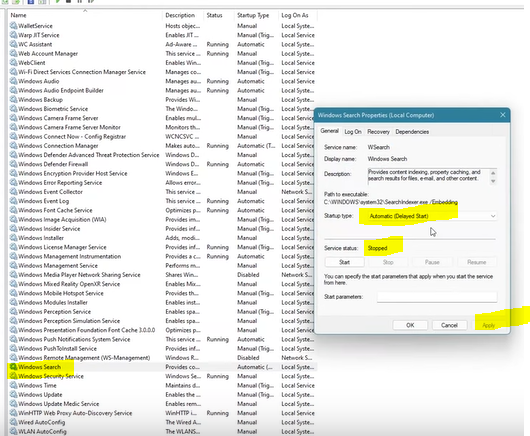 Name Description Status Startup Type Log On As
WalletService Hosts objec... Manual Local Syste...
Warp JIT Service Enables JIT ... Manual (Trig... Local Service
WC Assistant Ad-Aware ... Running Automatic Local Syste...
Web Account Manager This service ... Running Manual Local Syste...
WebClient Enables Win... Manual (Trig... Local Service
Wi-Fi Direct Services Connection Manager Service Manages co... Manual (Trig... Local Service
Windows Audio Manages au... Running Automatic Local Service
Windows Audio Endpoint Builder Manages au... Running Automatic Local Syste...
Windows Backup Provides Wi... Manual Local Syste...
Windows Biometric Service The Windo... Manual (Trig... Local Syste...
Windows Camera Frame Server Enables mul... Manual (Trig... Local Service
Windows Camera Frame Server Monitor Monitors th... Manual (Trig... Local Syste...
Windows Connect Now - Config Registrar WCNCSVC ... Manual Local Service
Windows Connection Manager Makes auto... Running Automatic (T... Local Service
Windows Defender Advanced Threat Protection Service Windows D... Manual Local Syste...
Windows Defender Firewall Windows D... Running Automatic Local Service
Windows Encryption Provider Host Service Windows E... Manual (Trig... Local Service
Windows Error Reporting Service Allows error... Manual (Trig... Local Syste...
Windows Event Collector This service ... Manual Network S...
Windows Event Log This service ... Running Automatic Local Service
Windows Font Cache Service Optimizes p... Running Automatic Local Service
Windows Image Acquisition (WIA) Provides im... Manual (Trig... Local Service
Windows Insider Service Provides inf... Manual (Trig... Local Syste...
Windows Installer Adds, modi... Manual Local Syste...
Windows License Manager Service Provides inf... Running Manual (Trig... Local Service
Windows Management Instrumentation Provides a c... Running Automatic Local Syste...
Windows Management Service Performs m... Manual Local Syste...
Windows Media Player Network Sharing Service Shares Win... Disabled Network S...
Windows Mixed Reality OpenXR Service Enables Mix... Manual Local Syste...
Windows Mobile Hotspot Service Provides th... Manual (Trig... Local Service
Windows Modules Installer Enables inst... Manual Local Syste...
Windows Perception Service Enables spa... Manual (Trig... Local Service
Windows Perception Simulation Service Enables spa... Manual Local Syste...
Windows Presentation Foundation Font Cache 3.0.0.0 Optimizes p... Manual Local Service
Windows Push Notifications System Service This service ... Running Automatic Local Syste...
Windows PushToInstall Service Provides inf... Manual (Trig... Local Syste...
Windows Remote Management (WS-Management) Windows R... Disabled Network S...
Windows Search Provides co... Automatic (... Local Syste...
Windows Security Service Windows Se... Running Manual Local Syste...
Windows Time Maintains d... Manual (Trig... Local Service
Windows Update Enables the ... Manual (Trig... Local Syste...
Windows Update Medic Service Enables rem... Manual Local Syste...
WinHTTP Web Proxy Auto-Discovery Service WinHTTP i... Running Manual Local Service
Wired AutoConfig The Wired A... Manual Local Syste...
WLAN AutoConfig The WLANS... Manual Local Syste...
Windows Search Properties (Local Computer)
General Log On Recovery Dependencies
Service name: WSearch
Display name: Windows Search
Description: Provides content indexing, property caching, and
search results for files, e-mail, and other content.
Path to executable:
C:\WINDOWS\system32\SearchIndexer.exe /Embedding
Startup type: Automatic (Delayed Start)
Service status: Stopped
Start Stop Pause Resume
You can specify the start parameters that apply when you start the service
from here.
Start parameters:
OK Cancel Apply